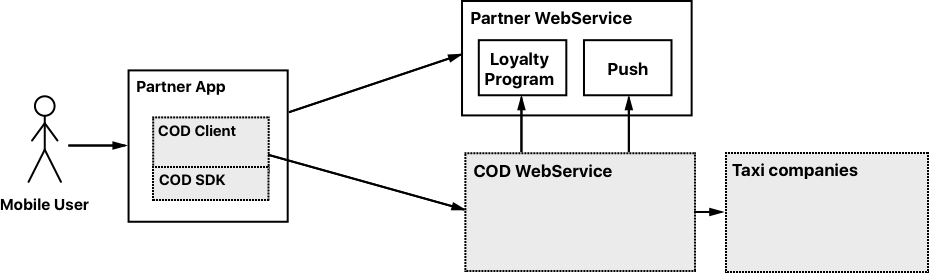 Partner WebService
Loyalty
Program
Push
Partner App
COD Client
COD SDK
Mobile User
COD WebService
Taxi companies